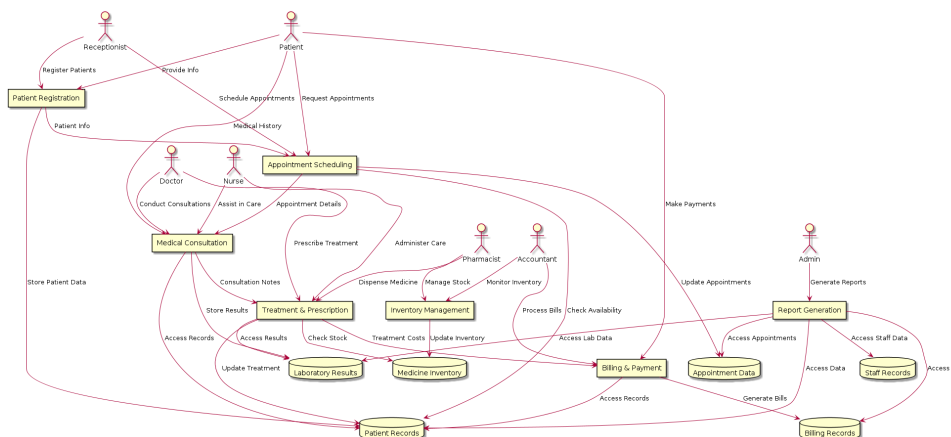 Receptionist
Patient
Register Patients
Provide Info
Patient Registration
Schedule Appointments
Request Appointments
Patient Info
Medical History
Appointment Scheduling
Doctor
Nurse
Conduct Consultations
Assist in Care
Appointment Details
Make Payments
Medical Consultation
Prescribe Treatment
Administer Care
Pharmacist
Accountant
Admin
Store Patient Data
Consultation Notes
Dispense Medicine
Manage Stock
Monitor Inventory
Update Appointments
Generate Reports
Store Results
Treatment & Prescription
Inventory Management
Process Bills
Check Availability
Report Generation
Access Records
Access Results
Check Stock
Treatment Costs
Update Inventory
Access Lab Data
Access Appointments
Access Staff Data
Update Treatment
Laboratory Results
Medicine Inventory
Billing & Payment
Appointment Data
Access Data
Staff Records
Access
Access Records
Generate Bills
Patient Records
Billing Records